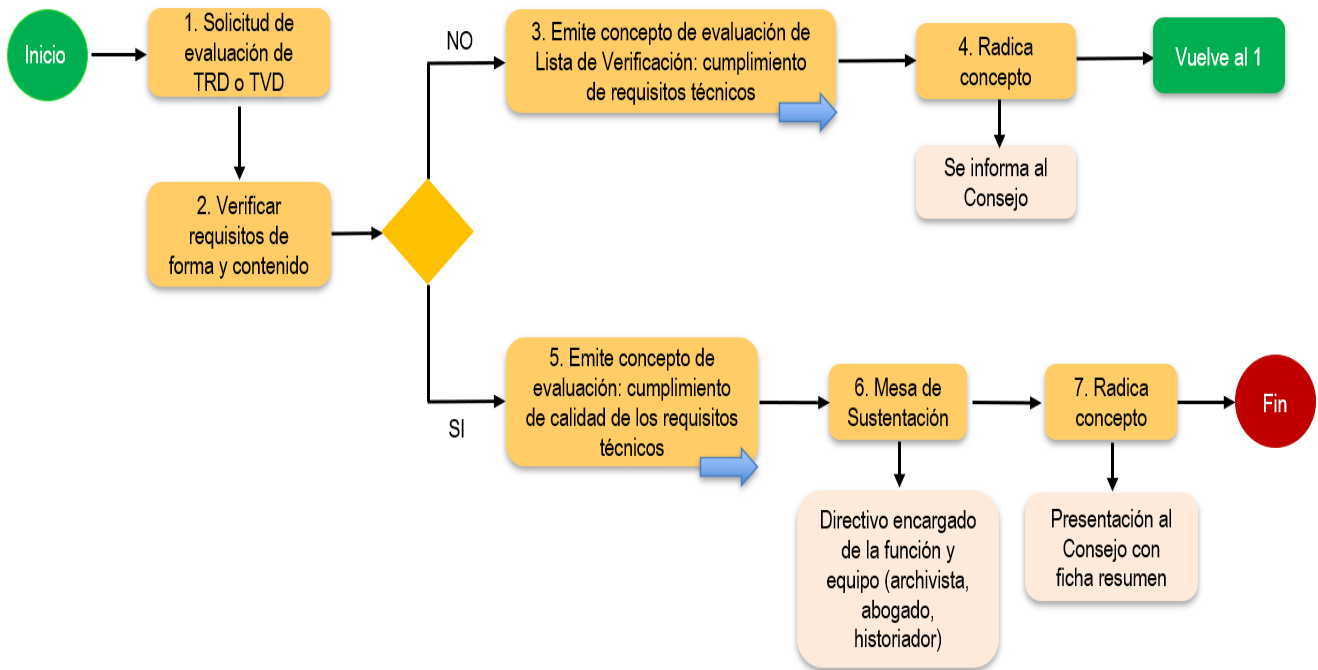 Inicio
1. Solicitud de
evaluación de
TRD o TVD
2. Verificar
requisitos de
forma y contenido
NO
3. Emite concepto de evaluación de
Lista de Verificación: cumplimiento
de requisitos técnicos
4. Radica
concepto
Vuelve al 1
Se informa al
Consejo
SI
5. Emite concepto de
evaluación: cumplimiento
de calidad de los requisitos
técnicos
6. Mesa de
Sustentación
7. Radica
concepto
Fin
Directivo encargado
de la función y
equipo (archivista,
abogado,
historiador)
Presentación al
Consejo con
ficha resumen